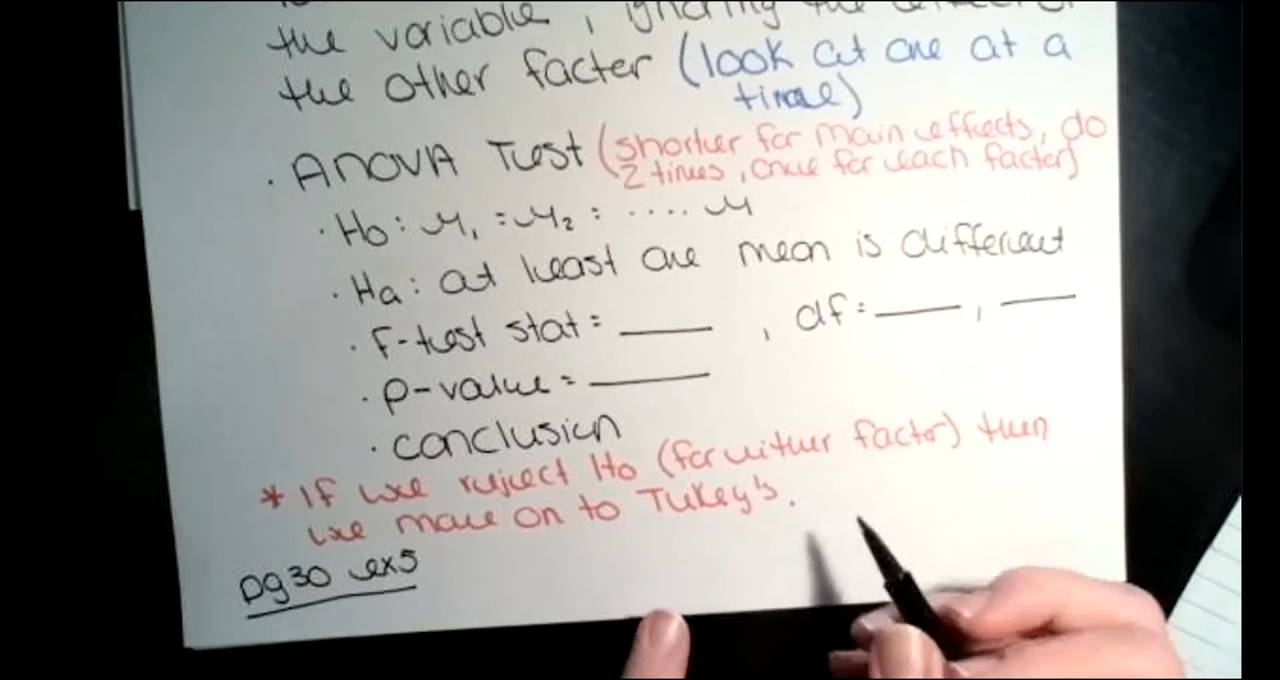 the variable, ignoring the effect of
the other factor (look at one at a
time)
· ANOVA Test (shorter for main effects, do
2 times, once for each factor)
· Ho: μ₁ = μ₂ = .... μ
· Ha: at least one mean is different
· F-test stat = ____ , df = ____ , ____
· p-value = ____
· conclusion
* If we reject Ho (for either factor) then
we move on to Tukey's.
pg 30 ex5